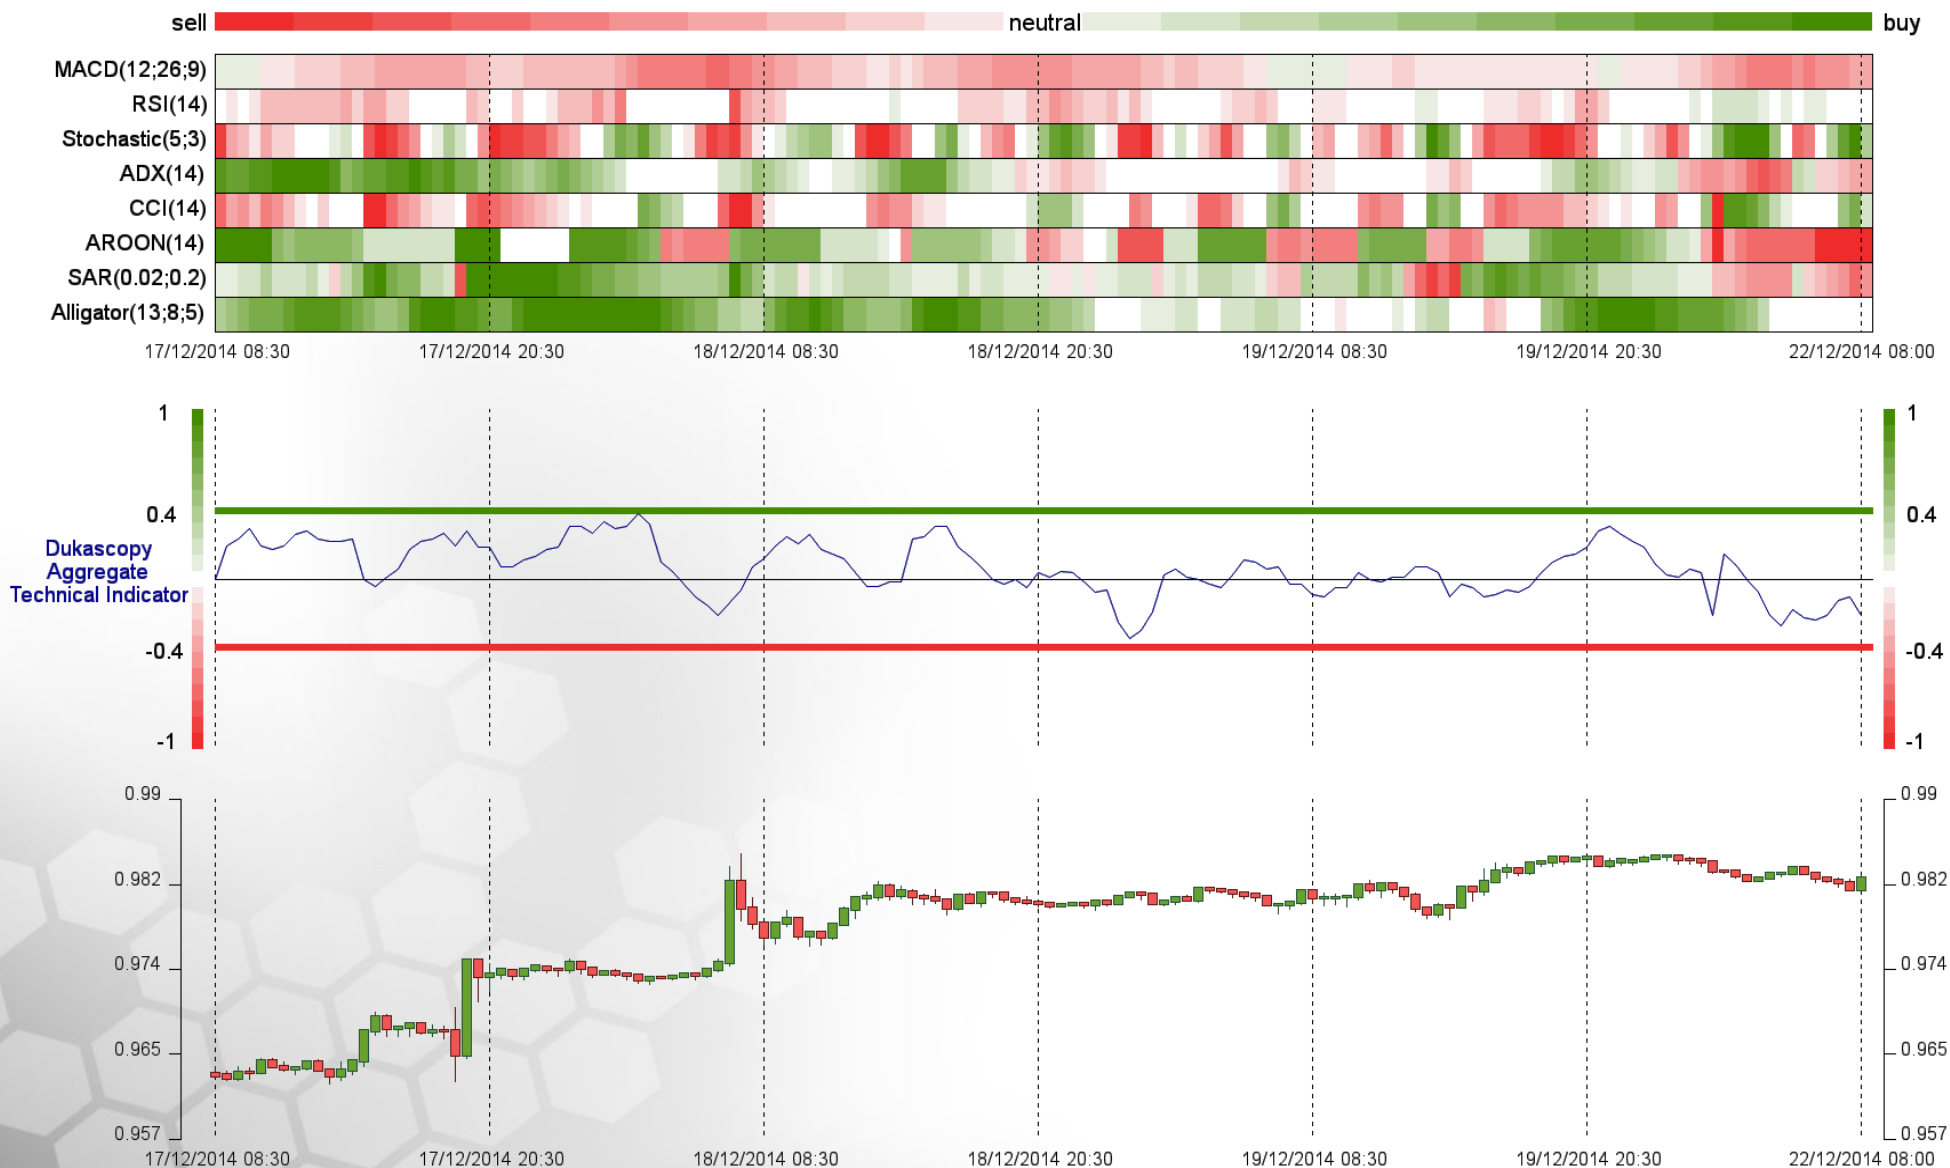 sell neutral buy
MACD(12;26;9)
RSI(14)
Stochastic(5;3)
ADX(14)
CCI(14)
AROON(14)
SAR(0.02;0.2)
Alligator(13;8;5)
17/12/2014 08:30 17/12/2014 20:30 18/12/2014 08:30 18/12/2014 20:30 19/12/2014 08:30 19/12/2014 20:30 22/12/2014 08:00
1 1
0.4 0.4
Dukascopy
Aggregate
Technical Indicator
-0.4 -0.4
-1 -1
0.99 0.99
0.982 0.982
0.974 0.974
0.965 0.965
0.957 0.957
17/12/2014 08:30 17/12/2014 20:30 18/12/2014 08:30 18/12/2014 20:30 19/12/2014 08:30 19/12/2014 20:30 22/12/2014 08:00